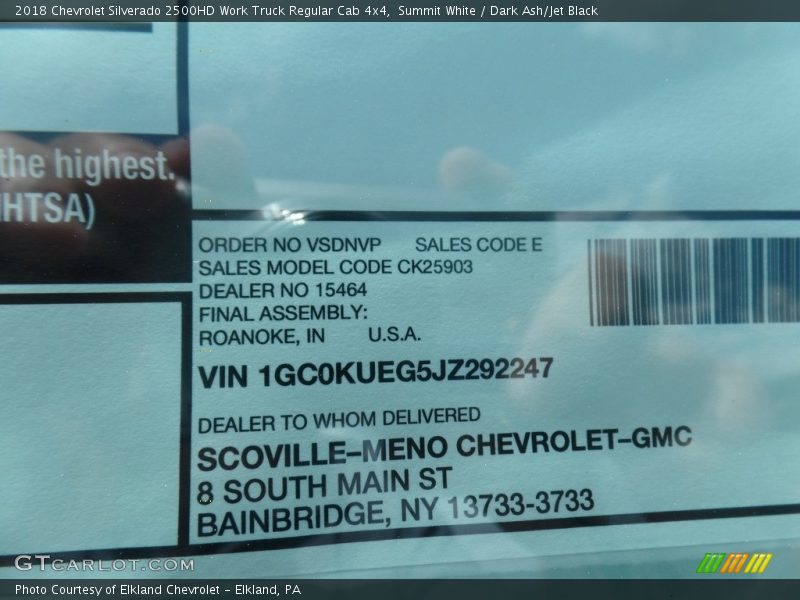 2018 Chevrolet Silverado 2500HD Work Truck Regular Cab 4x4, Summit White / Dark Ash/Jet Black
the highest.
HTSA)
ORDER NO VSDNVP SALES CODE E
SALES MODEL CODE CK25903
DEALER NO 15464
FINAL ASSEMBLY:
ROANOKE, IN U.S.A.
VIN 1GC0KUEG5JZ292247
DEALER TO WHOM DELIVERED
SCOVILLE-MENO CHEVROLET-GMC
8 SOUTH MAIN ST
BAINBRIDGE, NY 13733-3733
GTCARLOT.COM
Photo Courtesy of Elkland Chevrolet - Elkland, PA